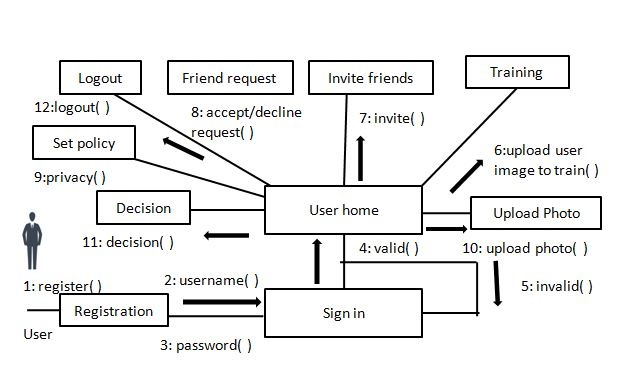 Logout
Friend request
Invite friends
Training
12:logout( )
8: accept/decline
request( )
7: invite( )
Set policy
6:upload user
image to train( )
9:privacy( )
Decision
User home
Upload Photo
11: decision( )
4: valid( )
10: upload photo( )
1: register( )
2: username( )
5: invalid( )
Registration
Sign in
User
3: password( )